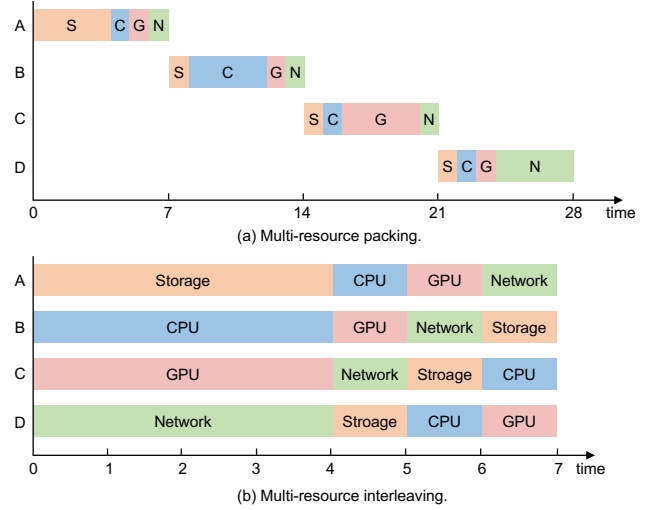 A S C G N
B S C G N
C S C G N
D S C G N
0 7 14 21 28 time
(a) Multi-resource packing.
A Storage CPU GPU Network
B CPU GPU Network Storage
C GPU Network Stroage CPU
D Network Stroage CPU GPU
0 1 2 3 4 5 6 7 time
(b) Multi-resource interleaving.